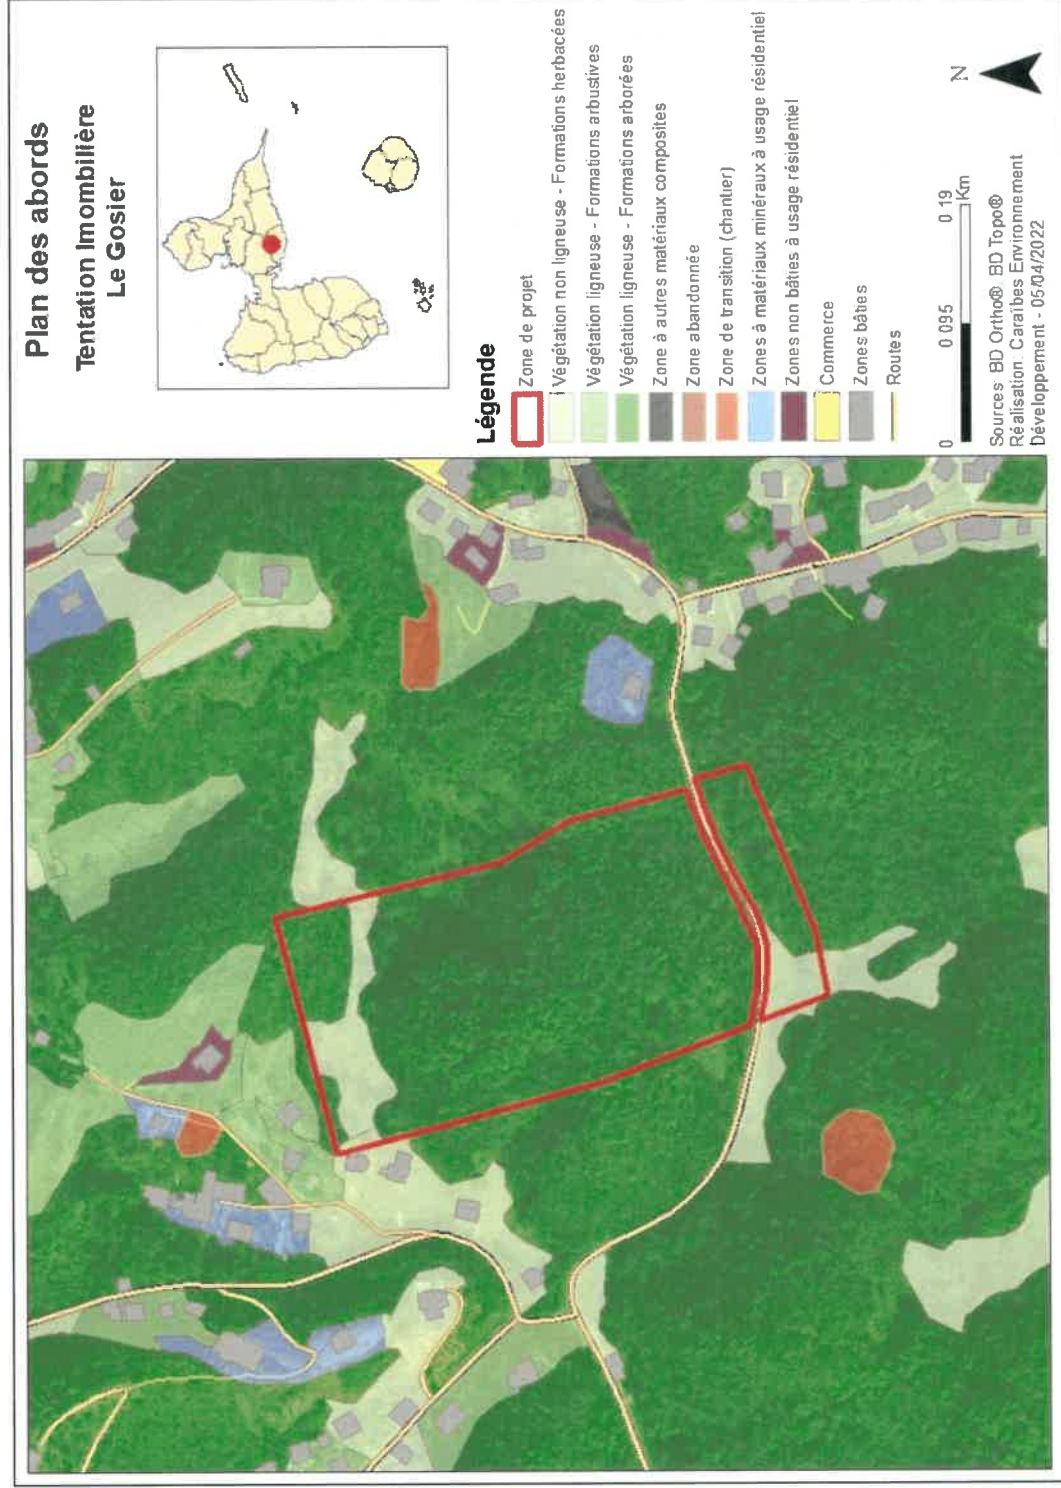 Plan des abords
Tentation Imombilière
Le Gosier
Légende
Zone de projet
Végétation non ligneuse - Formations herbacées
Végétation ligneuse - Formations arbustives
Végétation ligneuse - Formations arborées
Zone à autres matériaux composites
Zone abandonnée
Zone de transition (chantier)
Zones à matériaux minéraux à usage résidentiel
Zones non bâties à usage résidentiel
Commerce
Zones bâties
Routes
0 0 095 0 19
Km
N
Sources BD Ortho® BD Topo®
Réalisation Caraïbes Environnement
Développement - 05/04/2022